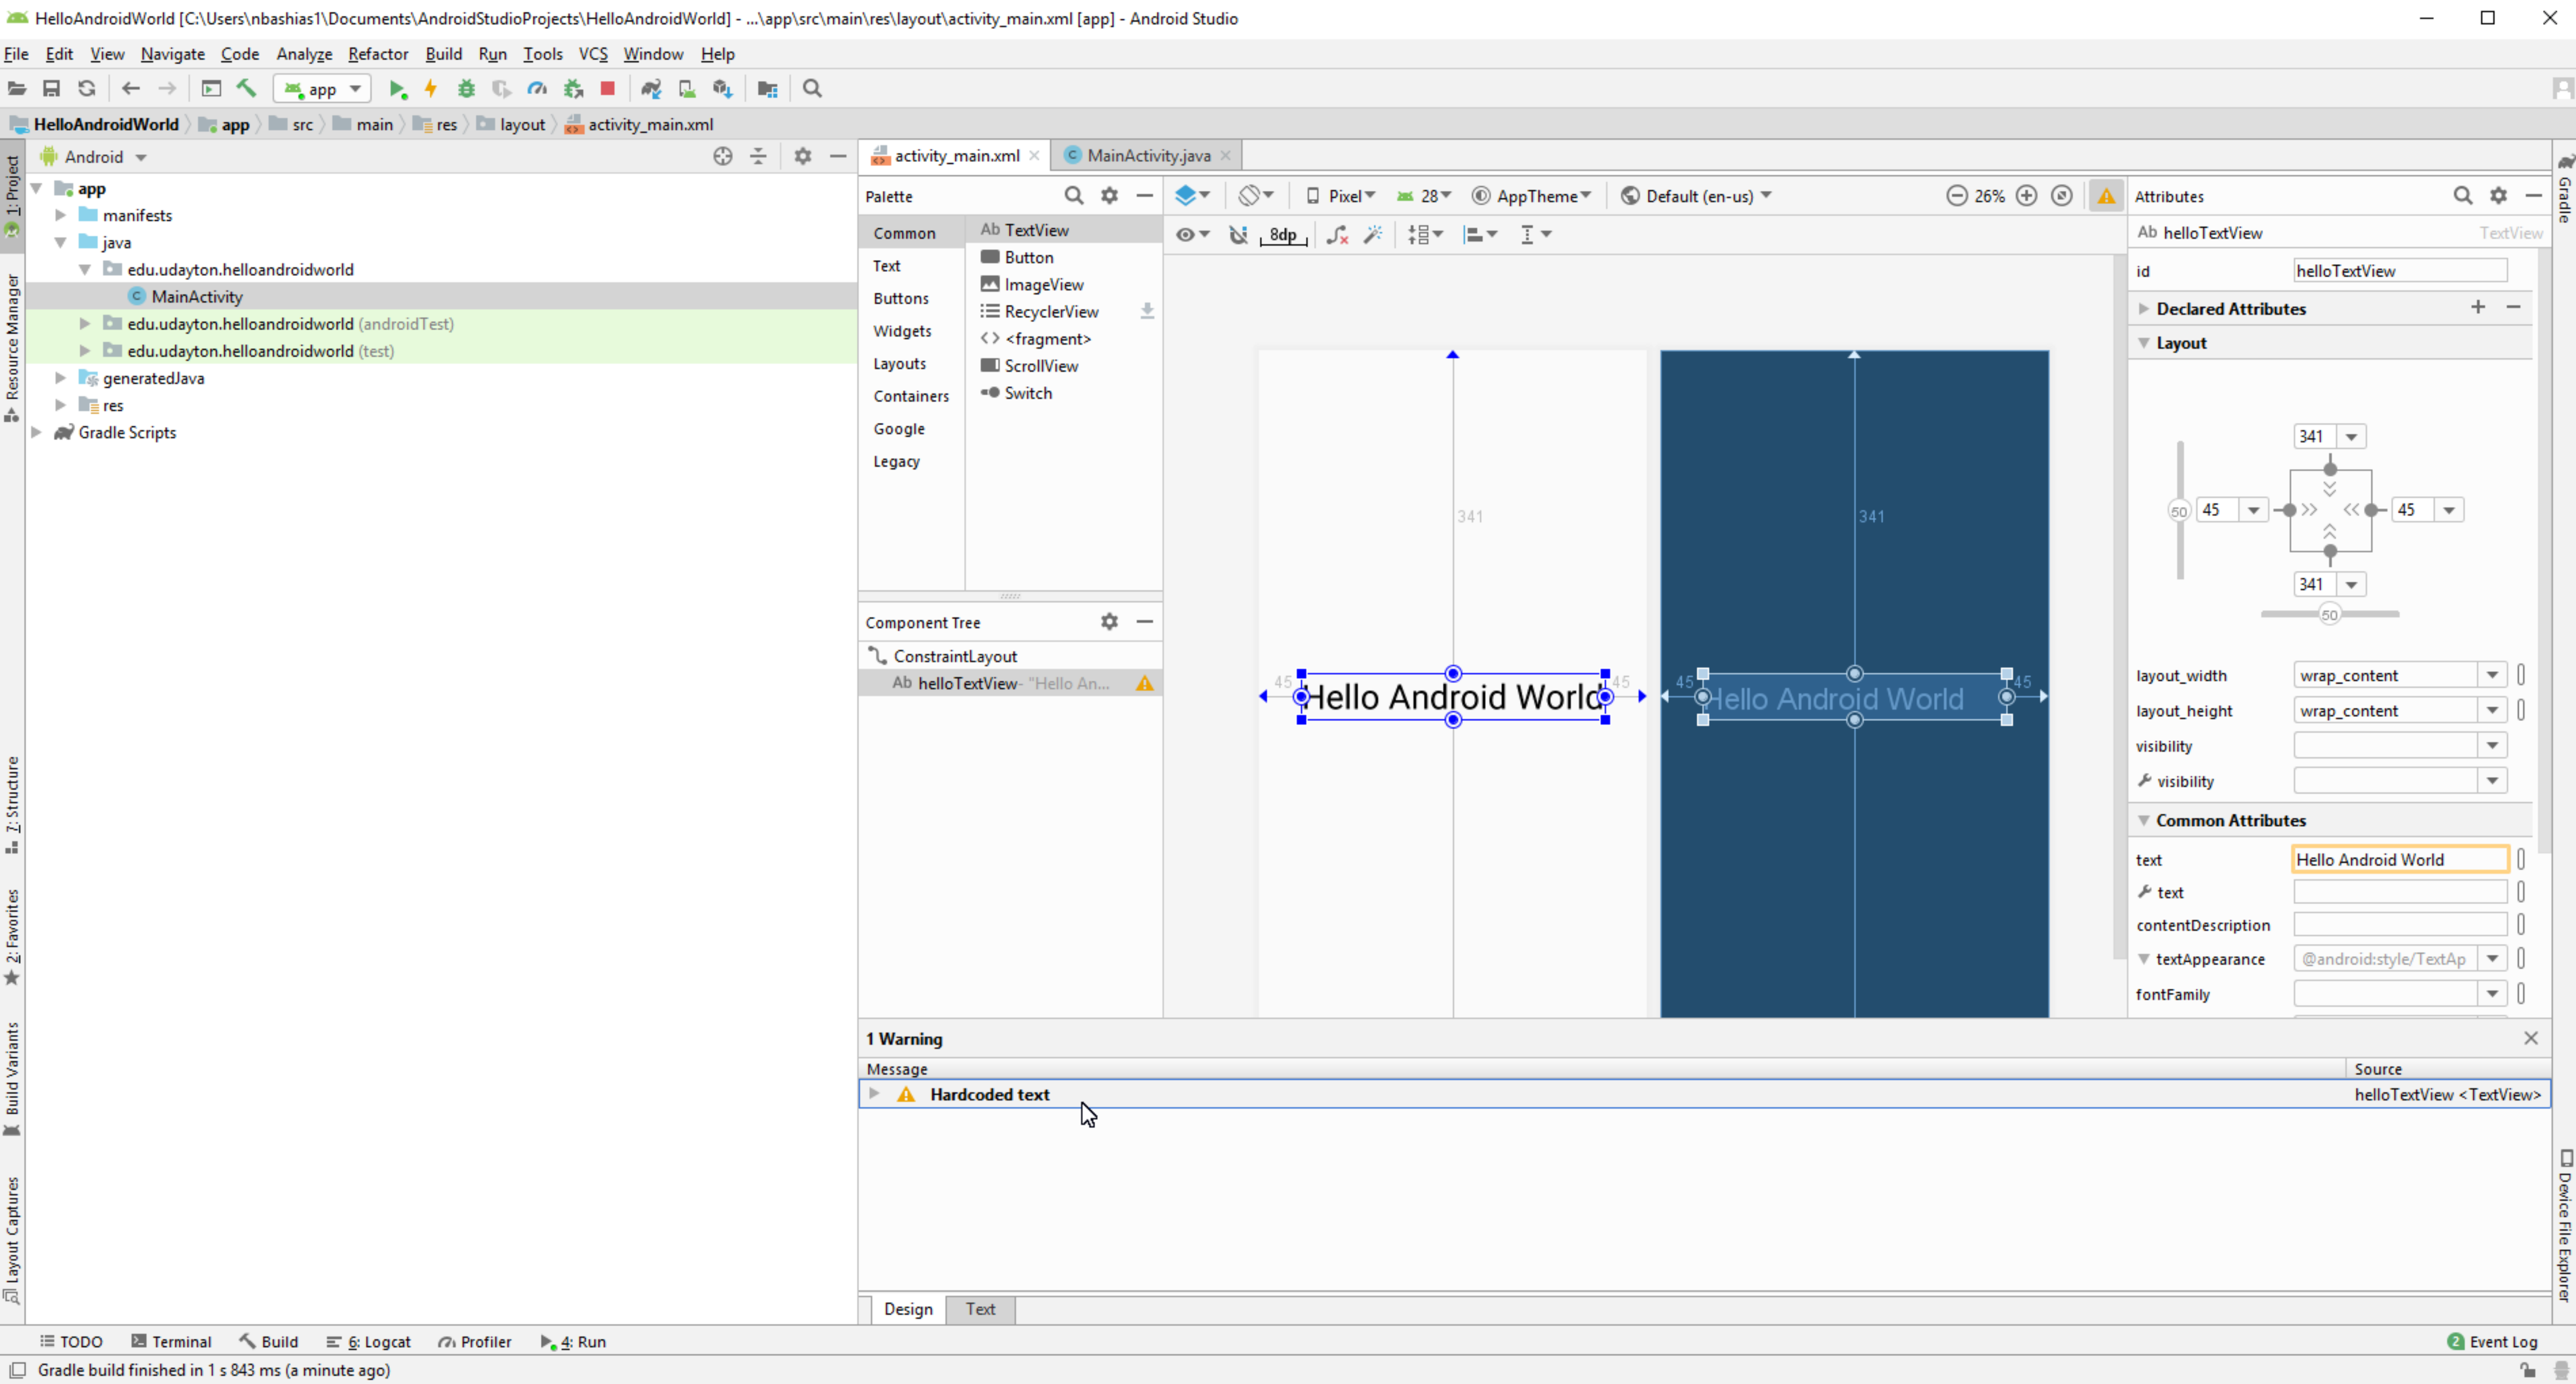 HelloAndroidWorld [C:\Users\nbashias1\Documents\AndroidStudioProjects\HelloAndroidWorld] - ...\app\src\main\res\layout\activity_main.xml [app] - Android Studio
File Edit View Navigate Code Analyze Refactor Build Run Tools VCS Window Help
app
HelloAndroidWorld app src main res layout activity_main.xml
1: Project
Resource Manager
7: Structure
2: Favorites
Build Variants
Layout Captures
Android
app
manifests
java
edu.udayton.helloandroidworld
MainActivity
edu.udayton.helloandroidworld (androidTest)
edu.udayton.helloandroidworld (test)
generatedJava
res
Gradle Scripts
activity_main.xml MainActivity.java
Palette
Common
Text
Buttons
Widgets
Layouts
Containers
Google
Legacy
Ab TextView
Button
ImageView
RecyclerView
<fragment>
ScrollView
Switch
Component Tree
ConstraintLayout
Ab helloTextView - "Hello An...
Pixel 28 AppTheme Default (en-us) 26%
8dp
341
45 Hello Android World 45
341
45 Hello Android World 45
Attributes
Ab helloTextView TextView
id helloTextView
Declared Attributes
Layout
341
50 45 45
341
50
layout_width wrap_content
layout_height wrap_content
visibility
visibility
Common Attributes
text Hello Android World
text
contentDescription
textAppearance @android:style/TextAp
fontFamily
1 Warning
Message Source
Hardcoded text helloTextView <TextView>
Design Text
Gradle
Device File Explorer
TODO Terminal Build 6: Logcat Profiler 4: Run 2 Event Log
Gradle build finished in 1 s 843 ms (a minute ago)